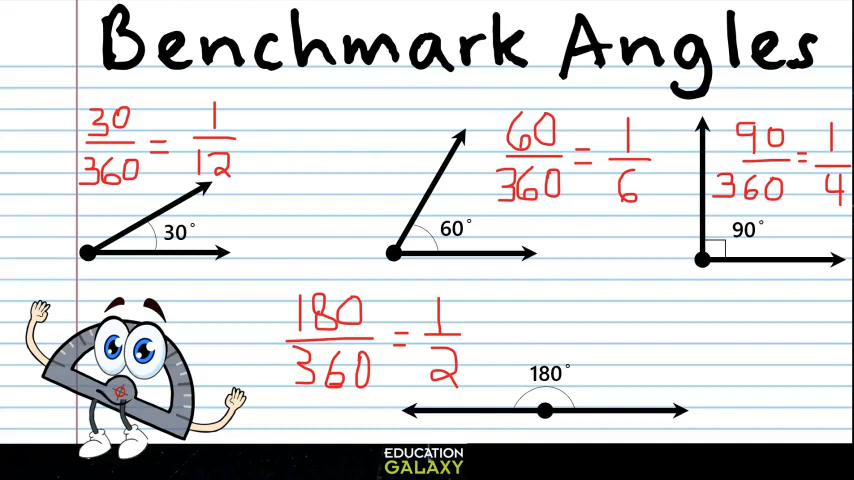 Benchmark Angles
30/360 = 1/12
30°
60/360 = 1/6
60°
90/360 = 1/4
90°
180/360 = 1/2
180°
EDUCATION
GALAXY